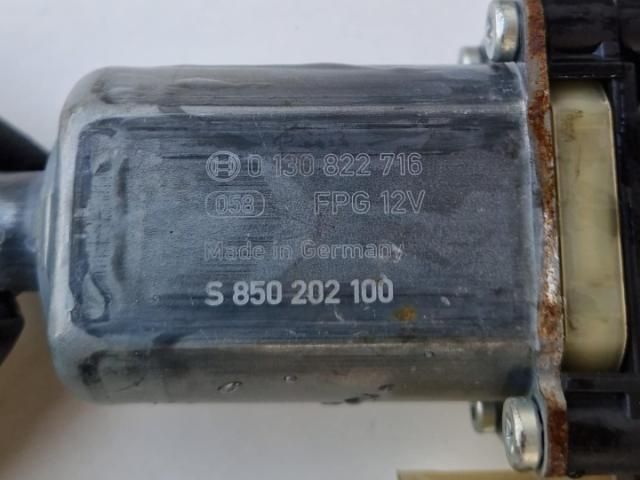 0 130 822 716
058 FPG 12V
Made in Germany
S 850 202 100